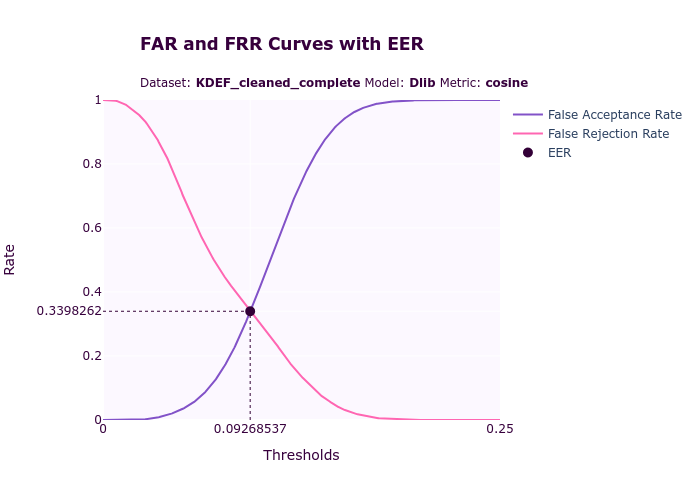 FAR and FRR Curves with EER
Dataset: KDEF_cleaned_complete Model: Dlib Metric: cosine
False Acceptance Rate
False Rejection Rate
EER
Rate
1
0.8
0.6
0.4
0.3398262
0.2
0
0
0.09268537
0.25
Thresholds